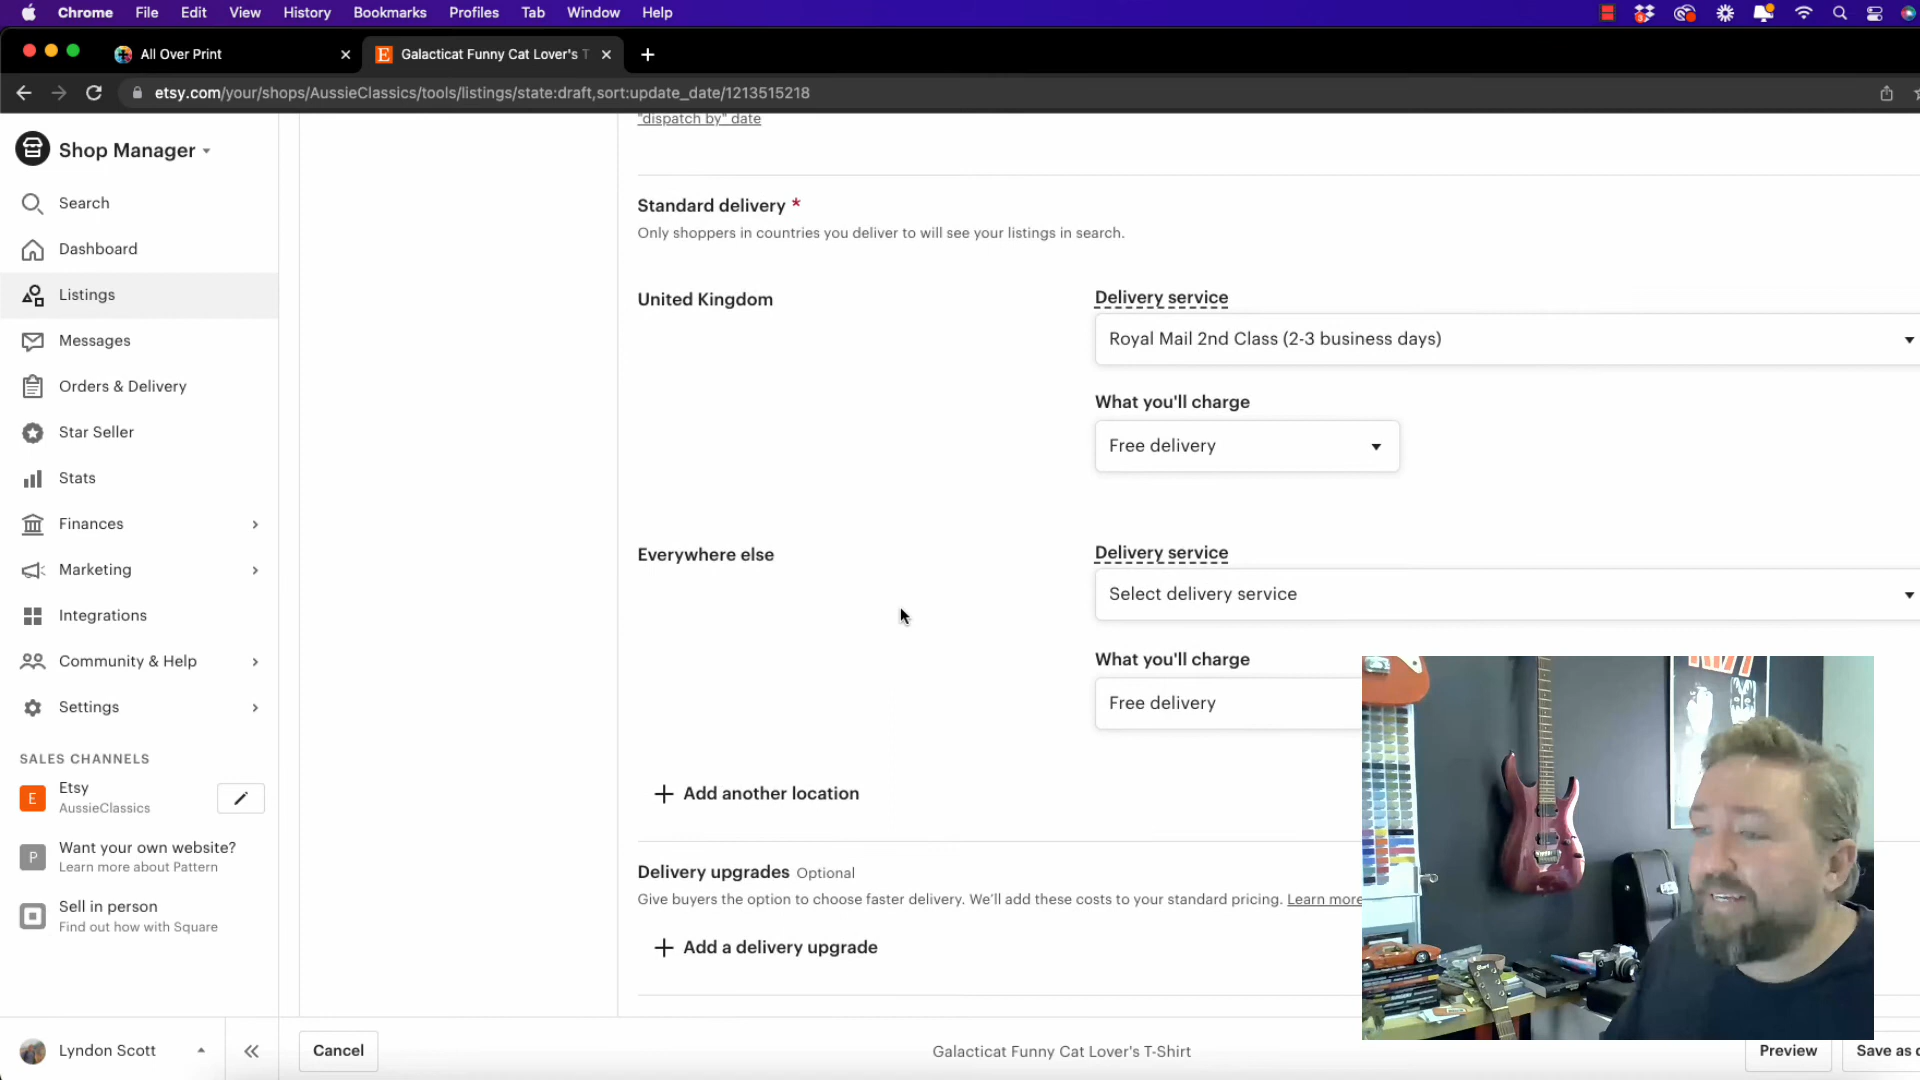 Chrome File Edit View History Bookmarks Profiles Tab Window Help
All Over Print
Galacticat Funny Cat Lover's T
etsy.com/your/shops/AussieClassics/tools/listings/state:draft,sort:update_date/1213515218
Shop Manager
Search
Dashboard
Listings
Messages
Orders & Delivery
Star Seller
Stats
Finances
Marketing
Integrations
Community & Help
Settings
SALES CHANNELS
E
Etsy
AussieClassics
P
Want your own website?
Learn more about Pattern
Sell in person
Find out how with Square
Lyndon Scott
"dispatch by" date
Standard delivery *
Only shoppers in countries you deliver to will see your listings in search.
United Kingdom
Delivery service
Royal Mail 2nd Class (2-3 business days)
What you'll charge
Free delivery
Everywhere else
Delivery service
Select delivery service
What you'll charge
Free delivery
Add another location
Delivery upgrades Optional
Give buyers the option to choose faster delivery. We'll add these costs to your standard pricing. Learn more
Add a delivery upgrade
Cancel
Galacticat Funny Cat Lover's T-Shirt
Preview
Save as